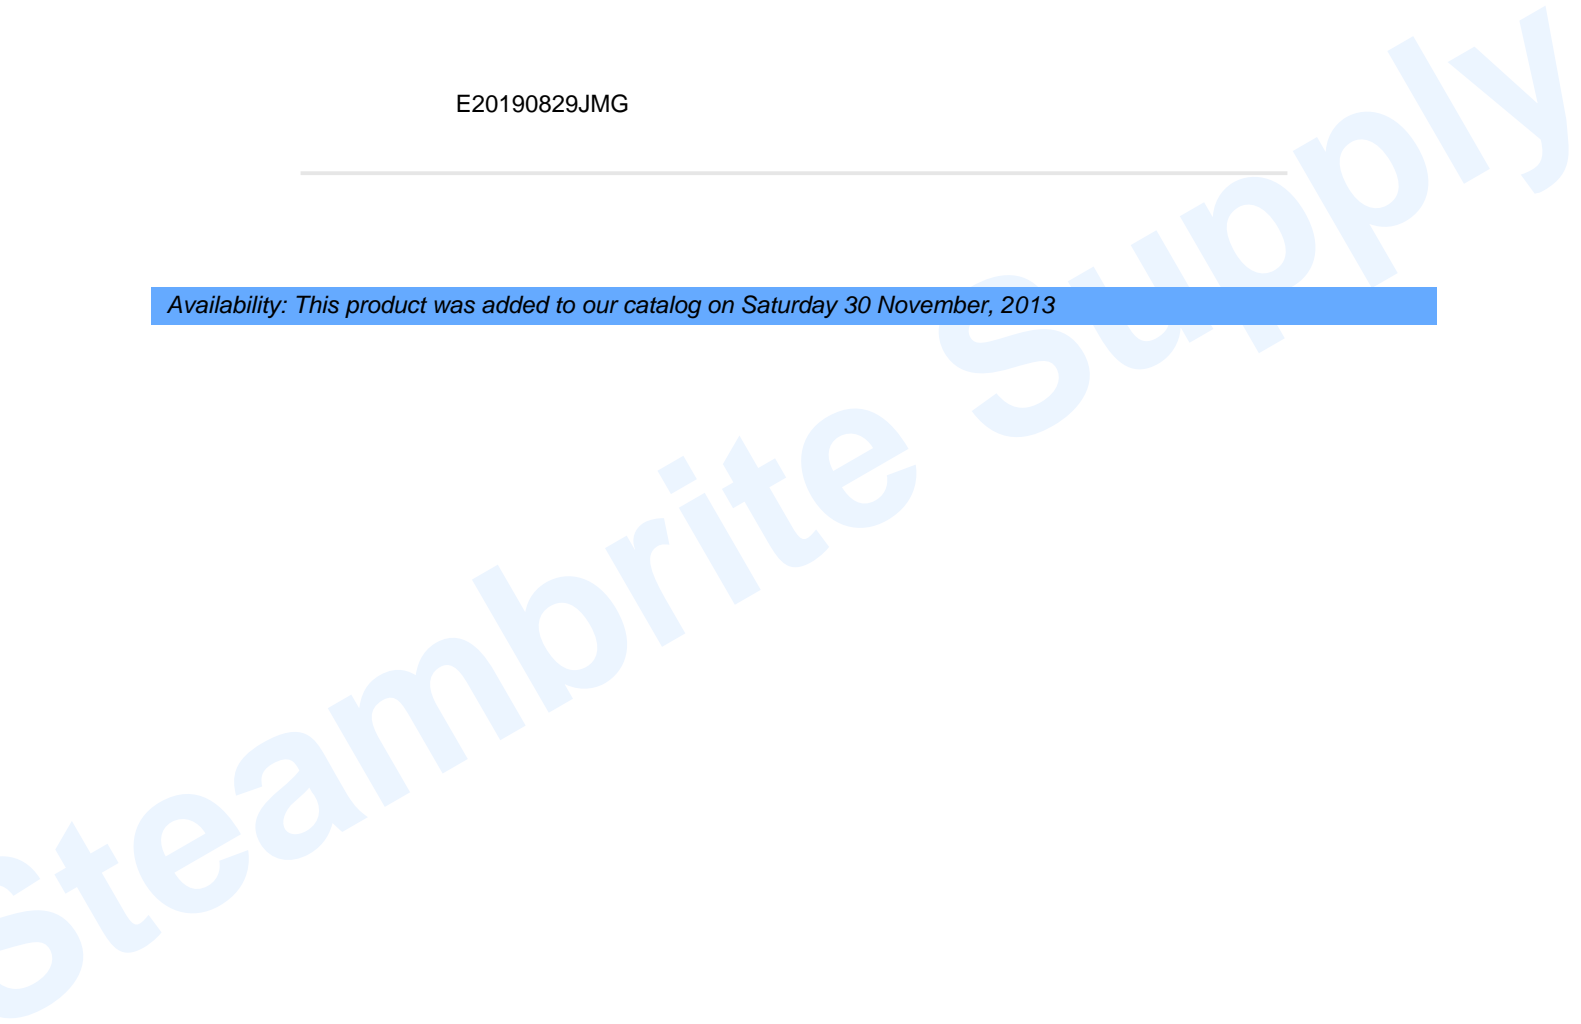 E20190829JMG
Availability: This product was added to our catalog on Saturday 30 November, 2013
Steambrite Supply